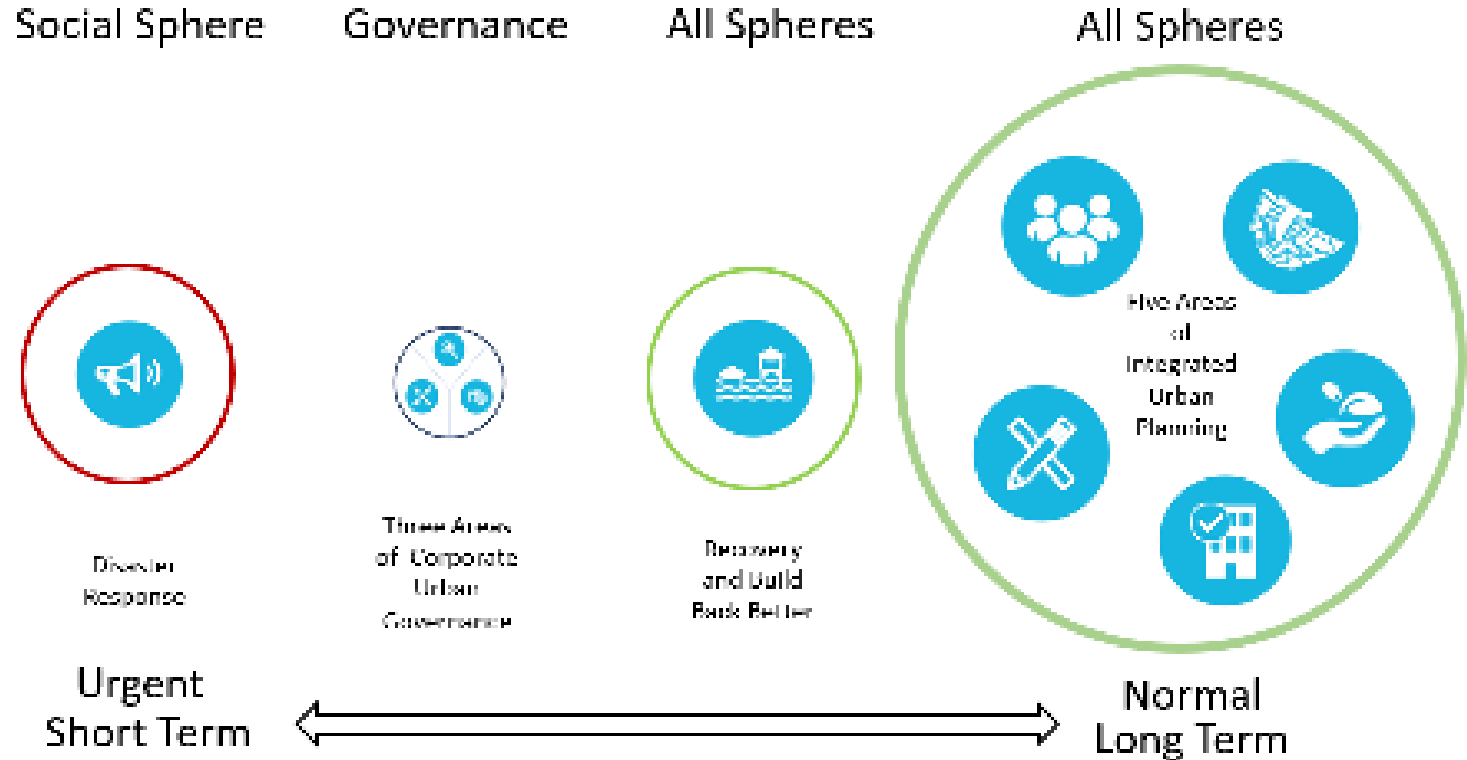 Social Sphere
Governance
All Spheres
All Spheres
Five Areas
of
Integrated
Urban
Planning
Disaster
Response
Three Areas
of Corporate
Urban
Governance
Recovery
and Build
Back Better
Urgent
Short Term
Normal
Long Term